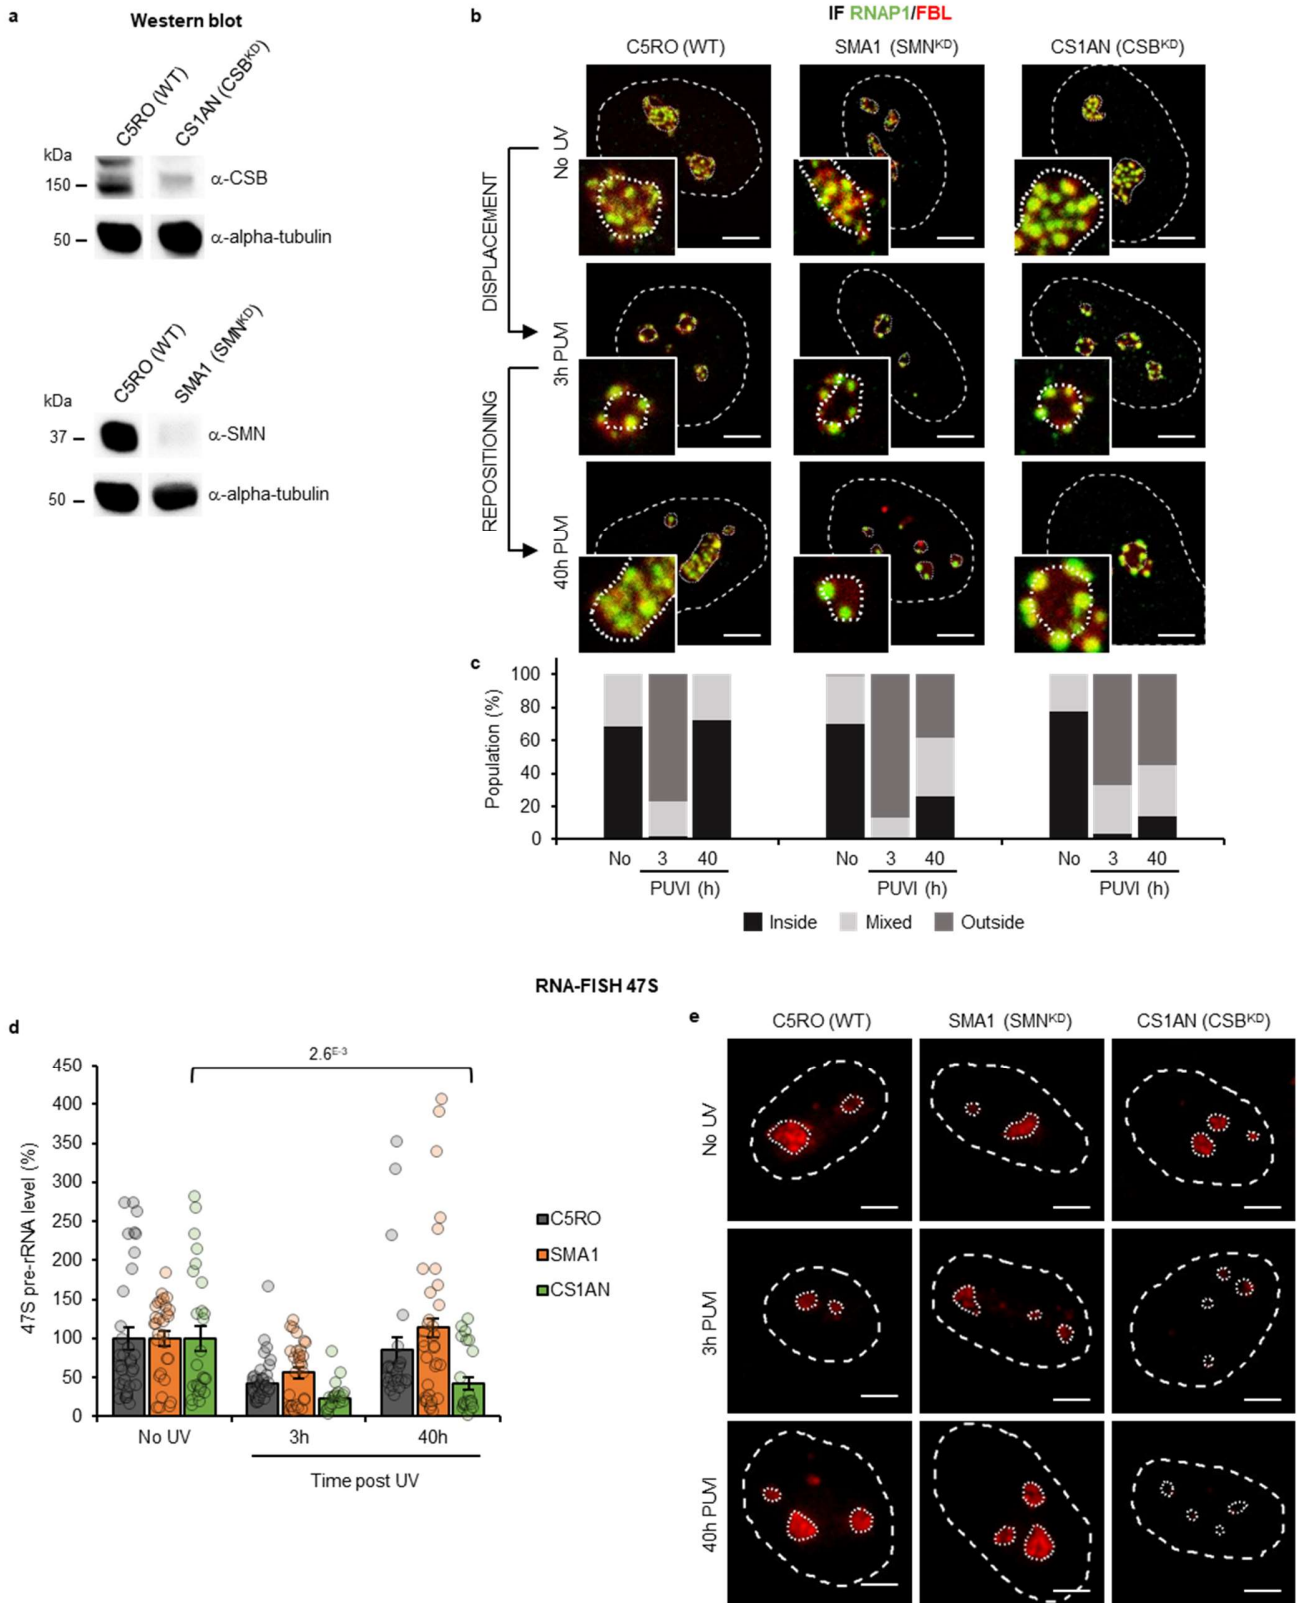 a
Western blot
C5RO (WT)
CS1AN (CSBKD)
kDa
150
α-CSB
50
α-alpha-tubulin
C5RO (WT)
SMA1 (SMNKD)
kDa
37
α-SMN
50
α-alpha-tubulin
b
IF RNAP1/FBL
C5RO (WT)
SMA1 (SMNKD)
CS1AN (CSBKD)
No UV
DISPLACEMENT
3h PUVI
REPOSITIONING
40h PUVI
c
Population (%)
100
80
60
40
20
0
No 3 40 No 3 40 No 3 40
PUVI (h) PUVI (h) PUVI (h)
Inside Mixed Outside
RNA-FISH 47S
d
2.6E-3
47S pre-rRNA level (%)
450
400
350
300
250
200
150
100
50
0
No UV 3h 40h
Time post UV
C5RO
SMA1
CS1AN
e
C5RO (WT)
SMA1 (SMNKD)
CS1AN (CSBKD)
No UV
3h PUVI
40h PUVI